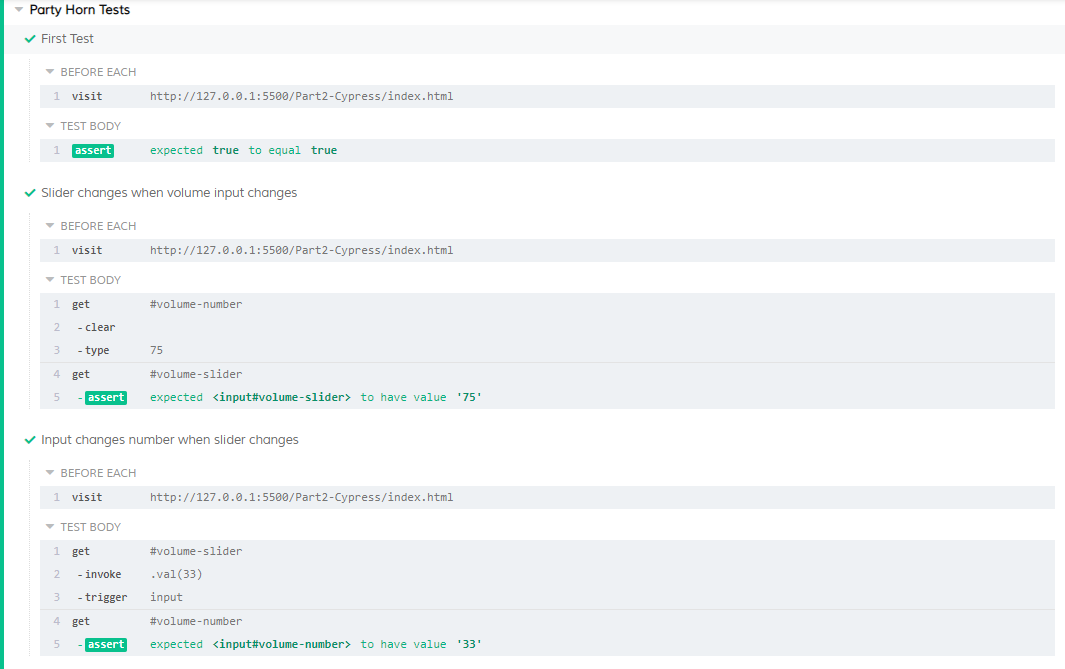 Party Horn Tests
First Test
BEFORE EACH
1 visit http://127.0.0.1:5500/Part2-Cypress/index.html
TEST BODY
1 assert expected true to equal true
Slider changes when volume input changes
BEFORE EACH
1 visit http://127.0.0.1:5500/Part2-Cypress/index.html
TEST BODY
1 get #volume-number
2 -clear
3 -type 75
4 get #volume-slider
5 -assert expected <input#volume-slider> to have value '75'
Input changes number when slider changes
BEFORE EACH
1 visit http://127.0.0.1:5500/Part2-Cypress/index.html
TEST BODY
1 get #volume-slider
2 -invoke .val(33)
3 -trigger input
4 get #volume-number
5 -assert expected <input#volume-number> to have value '33'